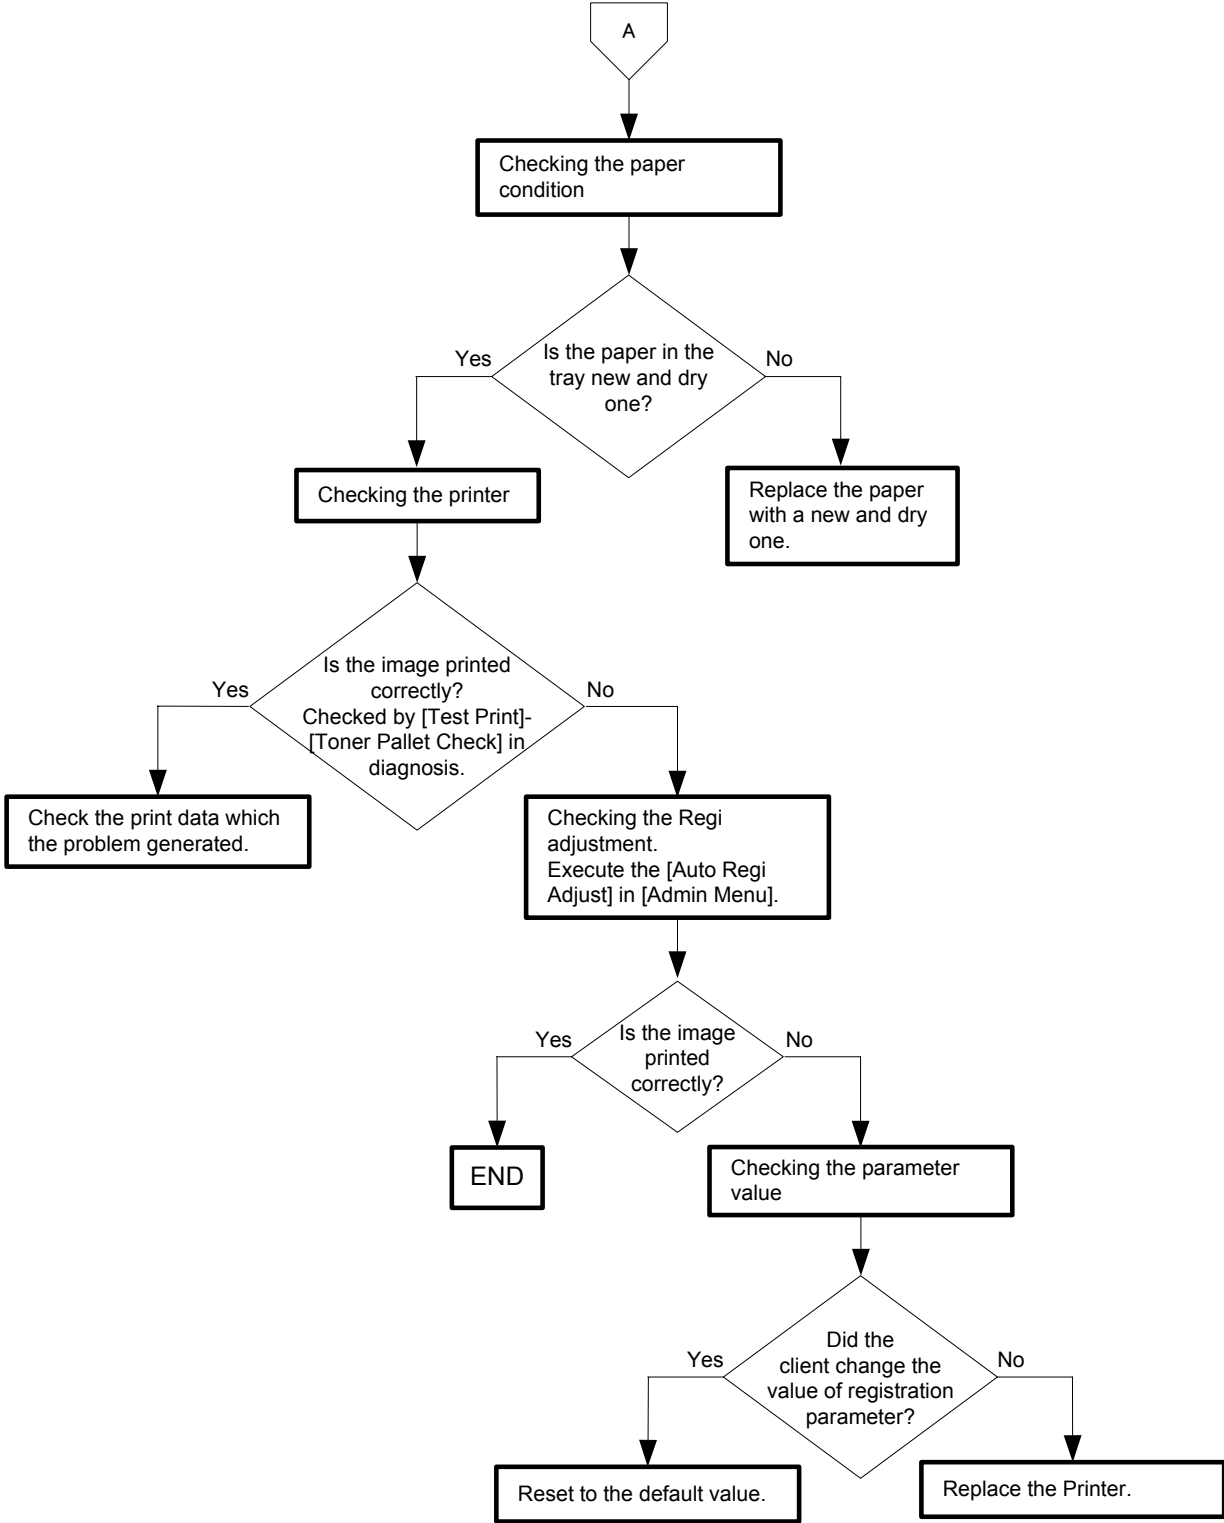 A
Checking the paper
condition
Is the paper in the
tray new and dry
one?
Yes
No
Checking the printer
Replace the paper
with a new and dry
one.
Is the image printed
correctly?
Checked by [Test Print]-
[Toner Pallet Check] in
diagnosis.
Yes
No
Check the print data which
the problem generated.
Checking the Regi
adjustment.
Execute the [Auto Regi
Adjust] in [Admin Menu].
Is the image
printed
correctly?
Yes
No
END
Checking the parameter
value
Did the
client change the
value of registration
parameter?
Yes
No
Reset to the default value.
Replace the Printer.